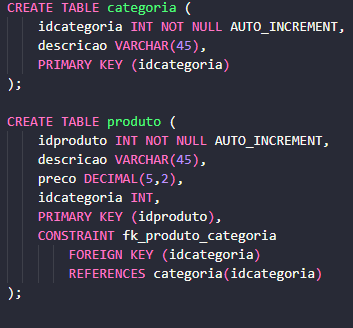 CREATE TABLE categoria (
    idcategoria INT NOT NULL AUTO_INCREMENT,
    descricao VARCHAR(45),
    PRIMARY KEY (idcategoria)
);

CREATE TABLE produto (
    idproduto INT NOT NULL AUTO_INCREMENT,
    descricao VARCHAR(45),
    preco DECIMAL(5,2),
    idcategoria INT,
    PRIMARY KEY (idproduto),
    CONSTRAINT fk_produto_categoria
        FOREIGN KEY (idcategoria)
        REFERENCES categoria(idcategoria)
);